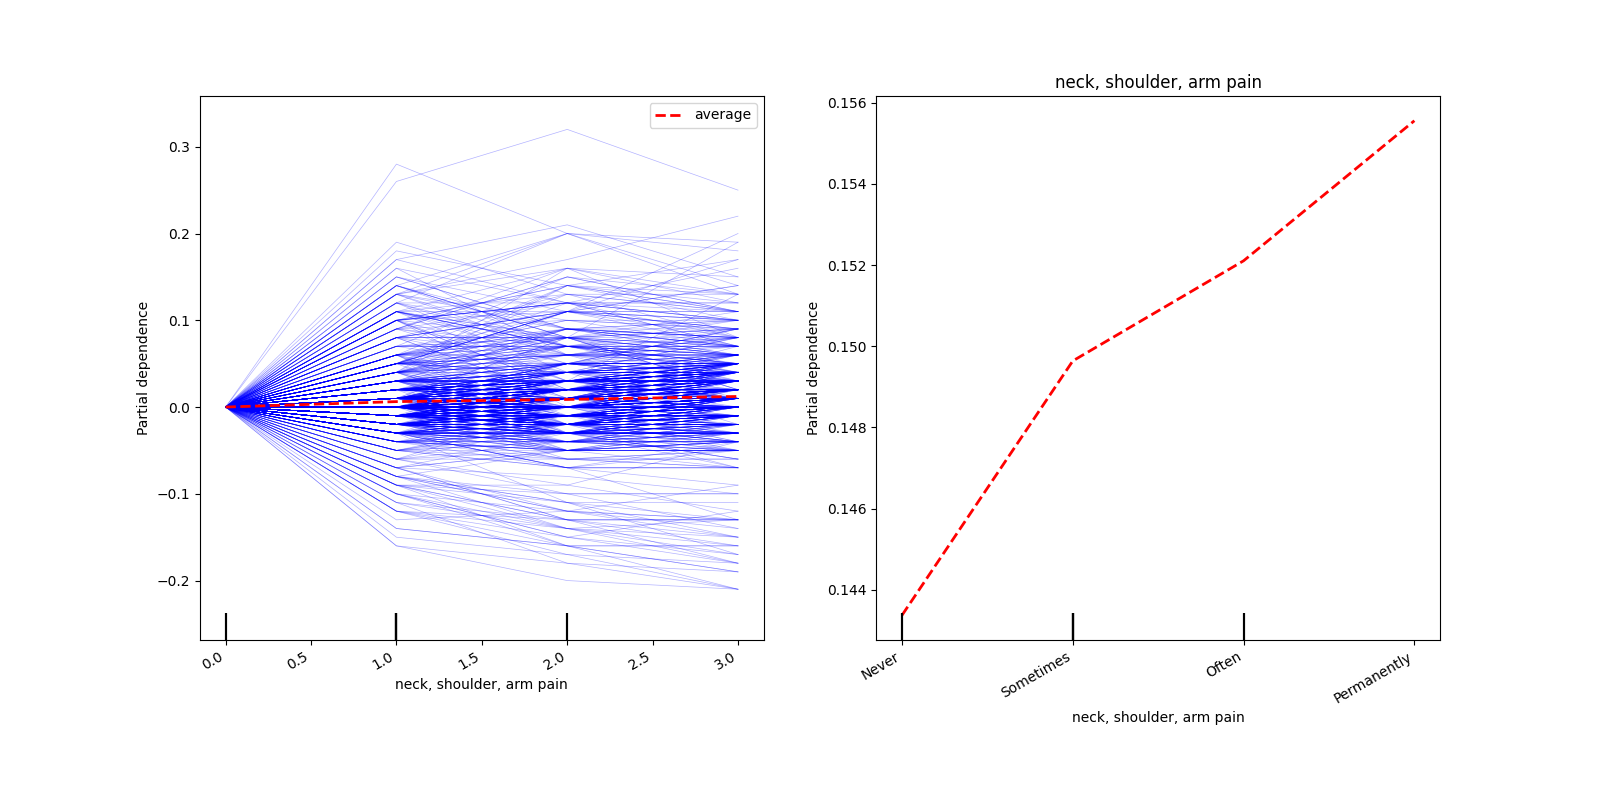 average
0.3
0.2
0.1
0.0
−0.1
−0.2
Partial dependence
0.0
0.5
1.0
1.5
2.0
2.5
3.0
neck, shoulder, arm pain
neck, shoulder, arm pain
0.156
0.154
0.152
0.150
0.148
0.146
0.144
Partial dependence
Never
Sometimes
Often
Permanently
neck, shoulder, arm pain